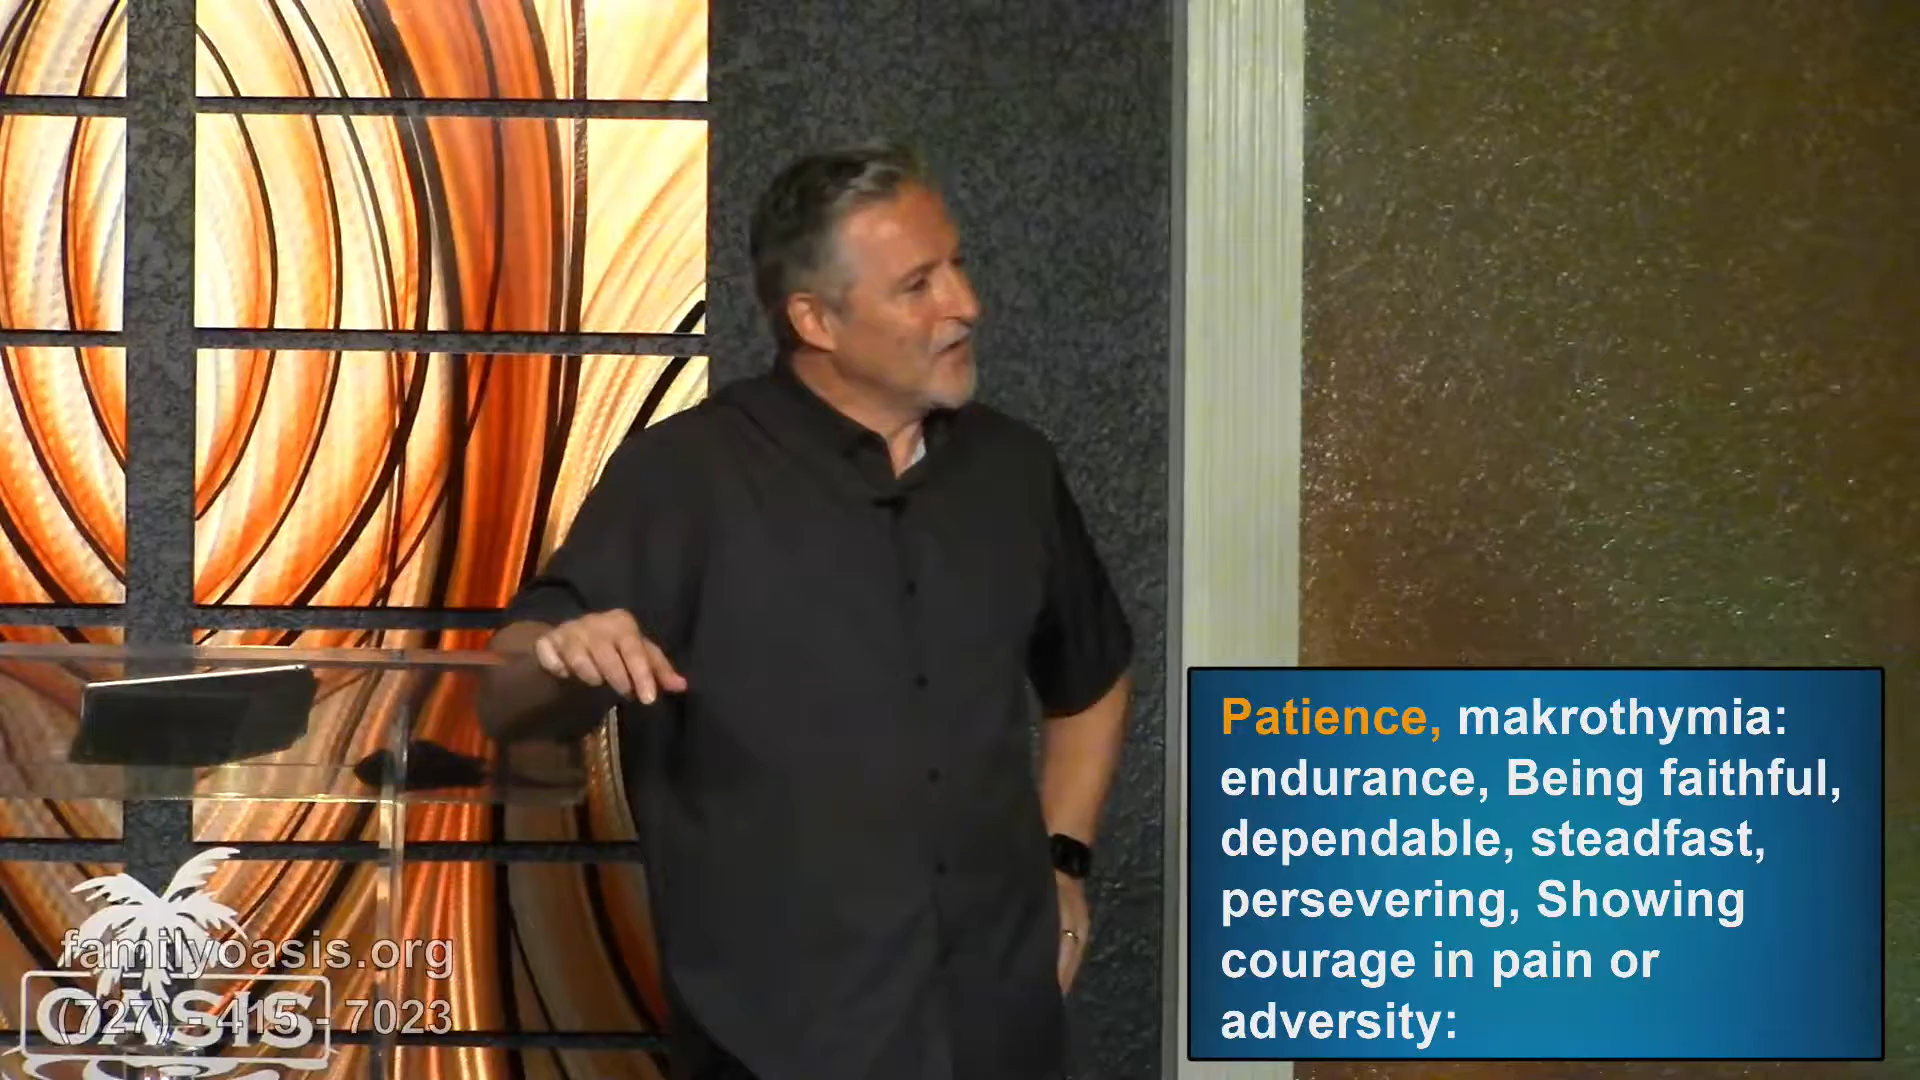 Patience, makrothymia:
endurance, Being faithful,
dependable, steadfast,
persevering, Showing
courage in pain or
adversity:
familyoasis.org
OASIS
(727) - 415 - 7023